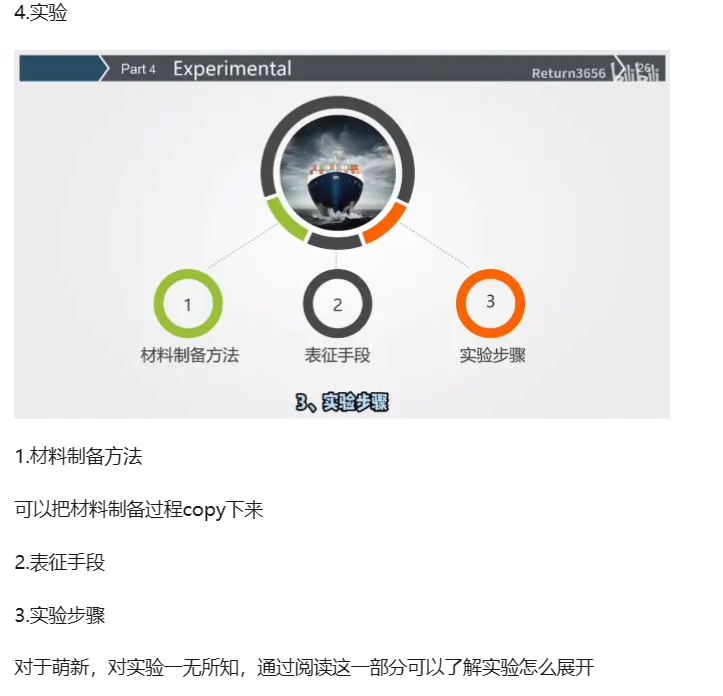 4.实验
Part 4 Experimental
Return3656 bilibili
1
2
3
材料制备方法
表征手段
实验步骤
3、实验步骤
1.材料制备方法
可以把材料制备过程copy下来
2.表征手段
3.实验步骤
对于萌新，对实验一无所知，通过阅读这一部分可以了解实验怎么展开